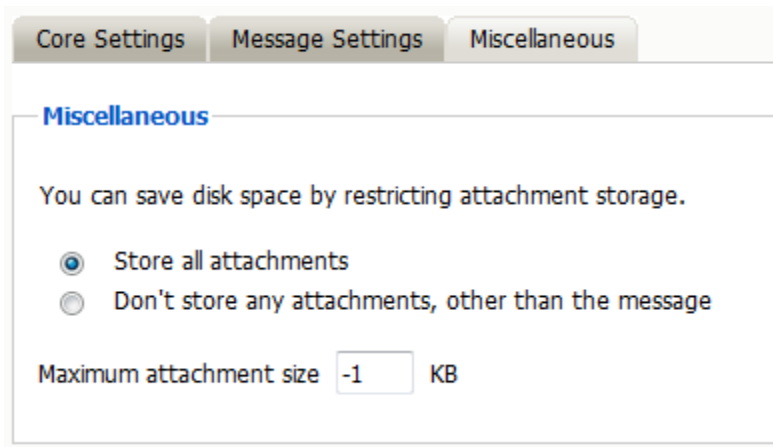 Core Settings Message Settings Miscellaneous
Miscellaneous
You can save disk space by restricting attachment storage.
Store all attachments
Don't store any attachments, other than the message
Maximum attachment size -1 KB